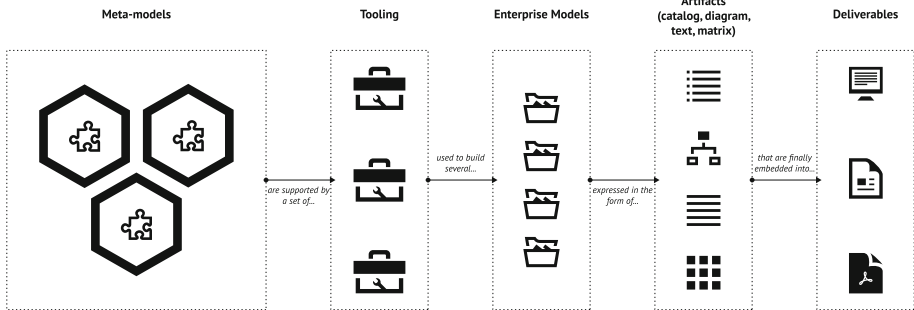 Meta-models
Tooling
Enterprise Models
Artifacts
(catalog, diagram,
text, matrix)
Deliverables
are supported by
a set of...
used to build
several...
expressed in the
form of...
that are finally
embedded into...